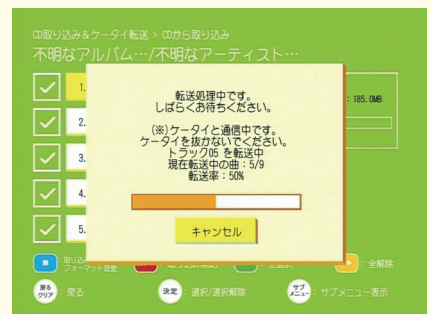 CD取り込み&ケータイ転送 > CDから取り込み
不明なアルバム…/不明なアーティスト…
転送処理中です。
しばらくお待ちください。
(※)ケータイと通信中です。
ケータイを抜かないでください。
トラック05 を転送中
現在転送中の曲:5/9
転送率:50%
キャンセル
1.
2.
3.
4.
5.
: 185.0MB
フォーマット変更
: 全解除
戻る
クリア
: 戻る
決定
: 選択/選択解除
サブ
メニュー
: サブメニュー表示